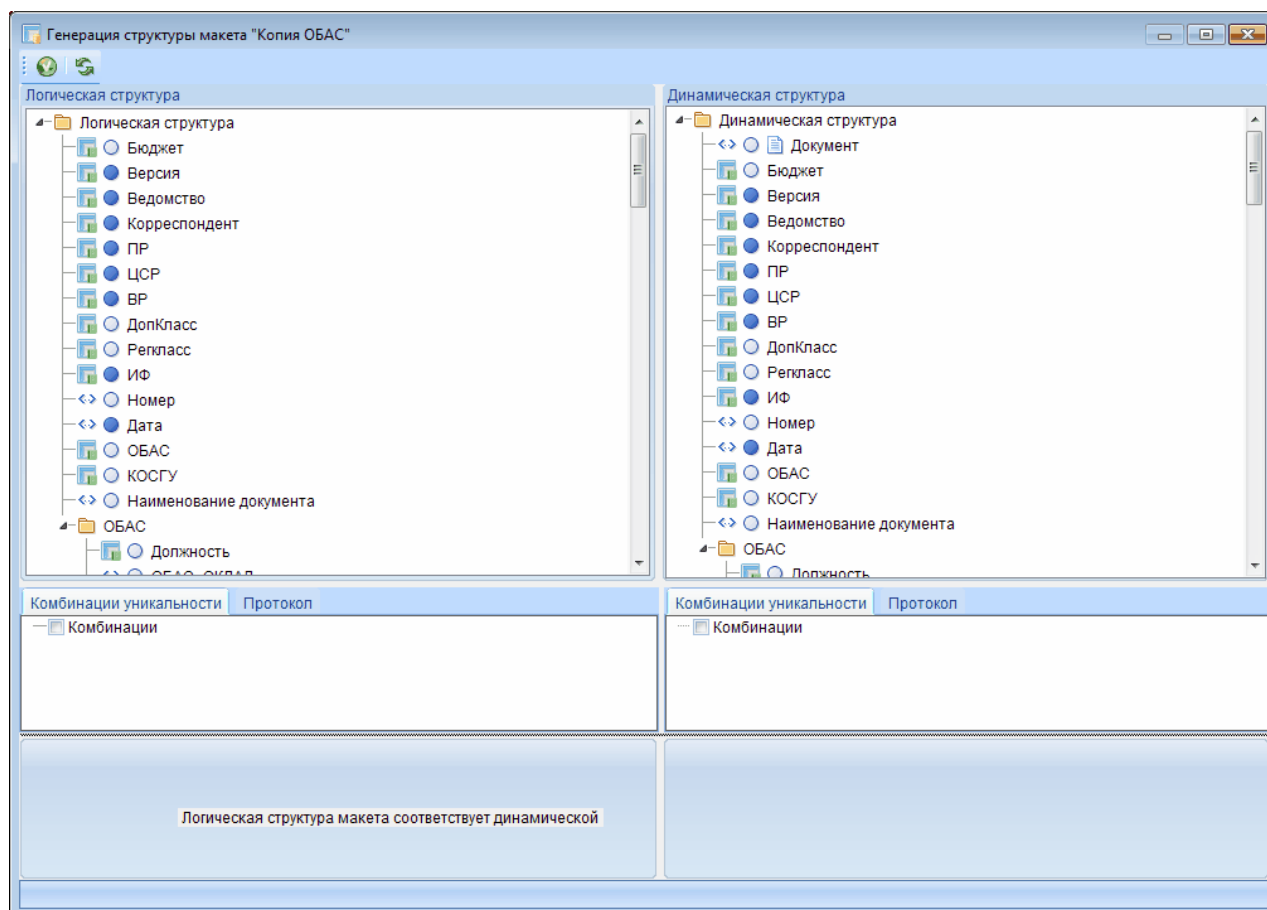 Генерация структуры макета "Копия ОБАС"
Логическая структура
Логическая структура
Бюджет
Версия
Ведомство
Корреспондент
ПР
ЦСР
ВР
ДопКласс
Регкласс
ИФ
Номер
Дата
ОБАС
КОСГУ
Наименование документа
ОБАС
Должность
ОБАС_ОКЛАД
Динамическая структура
Динамическая структура
Документ
Бюджет
Версия
Ведомство
Корреспондент
ПР
ЦСР
ВР
ДопКласс
Регкласс
ИФ
Номер
Дата
ОБАС
КОСГУ
Наименование документа
ОБАС
Должность
Комбинации уникальности Протокол
Комбинации
Комбинации уникальности Протокол
Комбинации
Логическая структура макета соответствует динамической